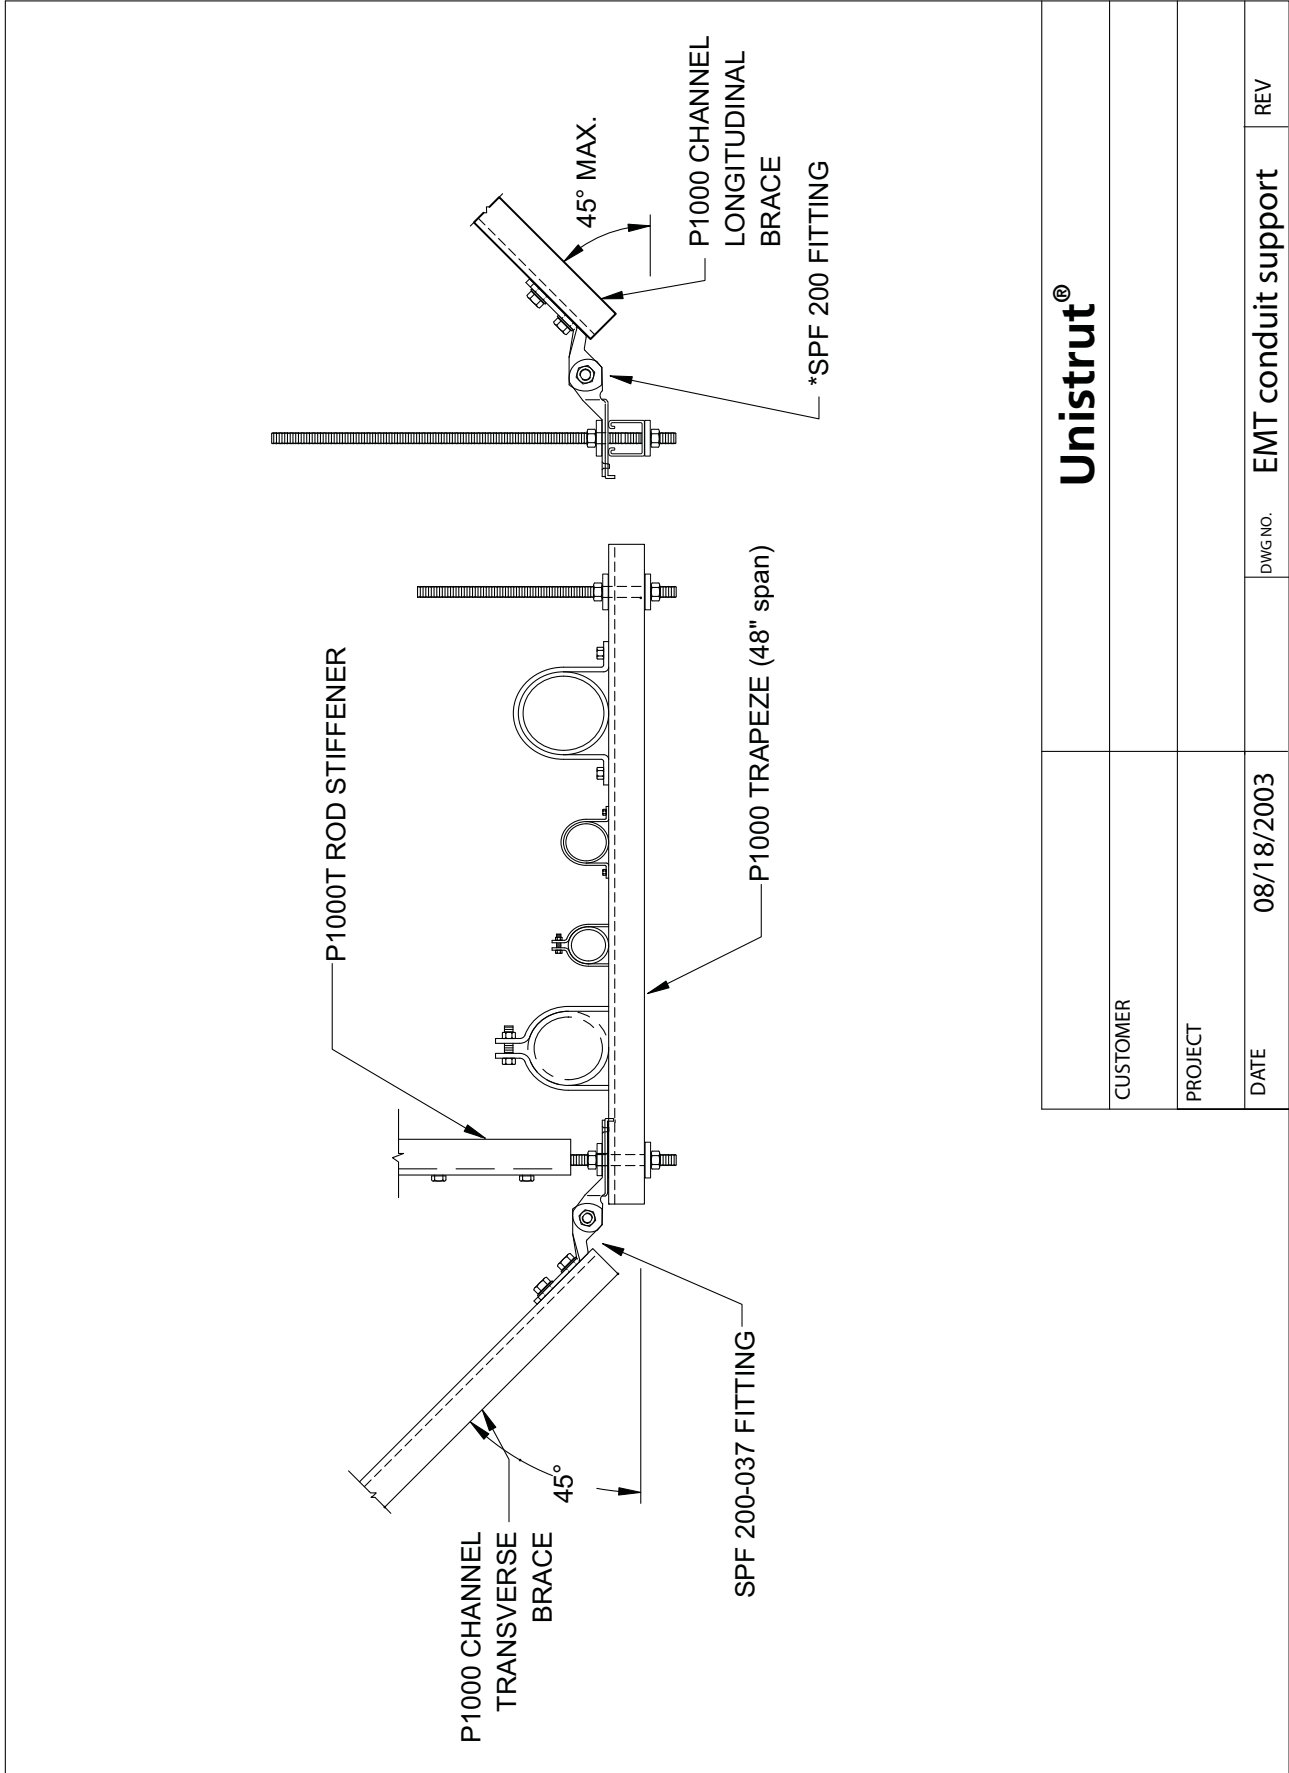 P1000T ROD STIFFENER
P1000 CHANNEL
TRANSVERSE
BRACE
45°
SPF 200-037 FITTING
P1000 TRAPEZE (48" span)
45° MAX.
P1000 CHANNEL
LONGITUDINAL
BRACE
*SPF 200 FITTING
Unistrut®
CUSTOMER
PROJECT
DATE 08/18/2003
DWG NO. EMT conduit support
REV